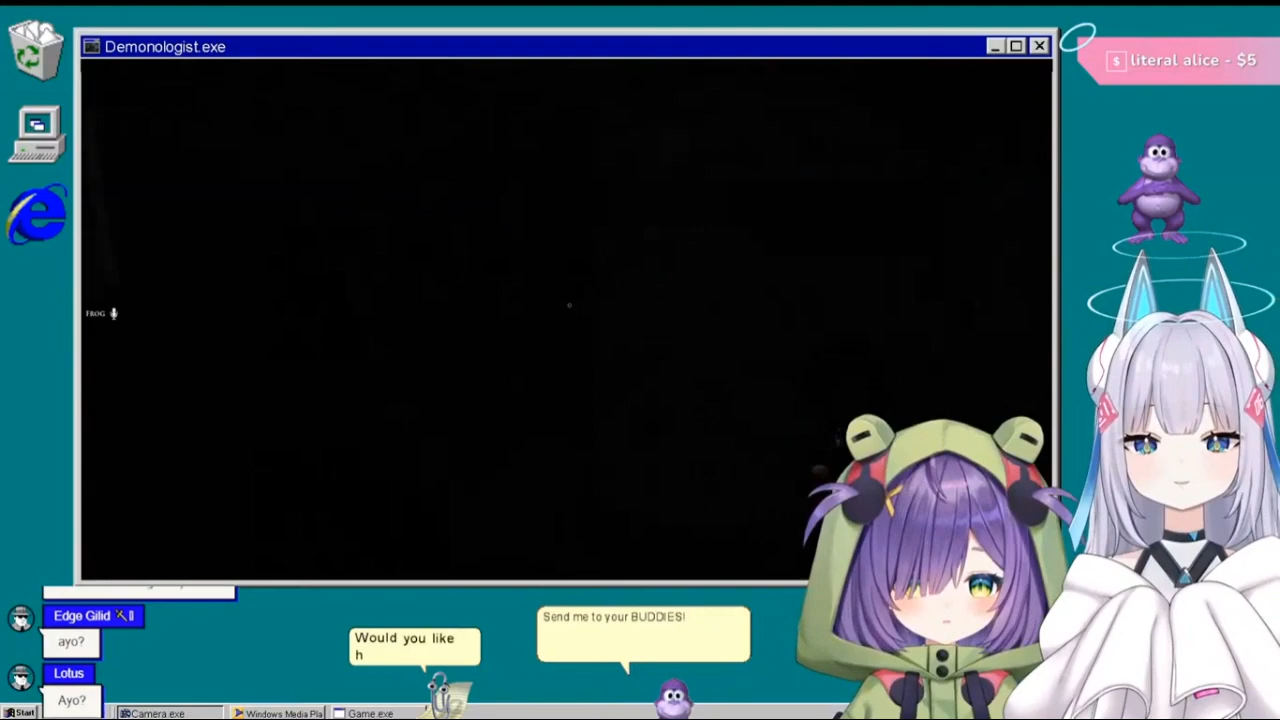 Demonologist.exe
$ literal alice - $5
FROG
Edge Gilid
ayo?
Lotus
Ayo?
Would you like
h
Send me to your BUDDIES!
Start
Camera.exe
Windows Media Pla
Game.exe